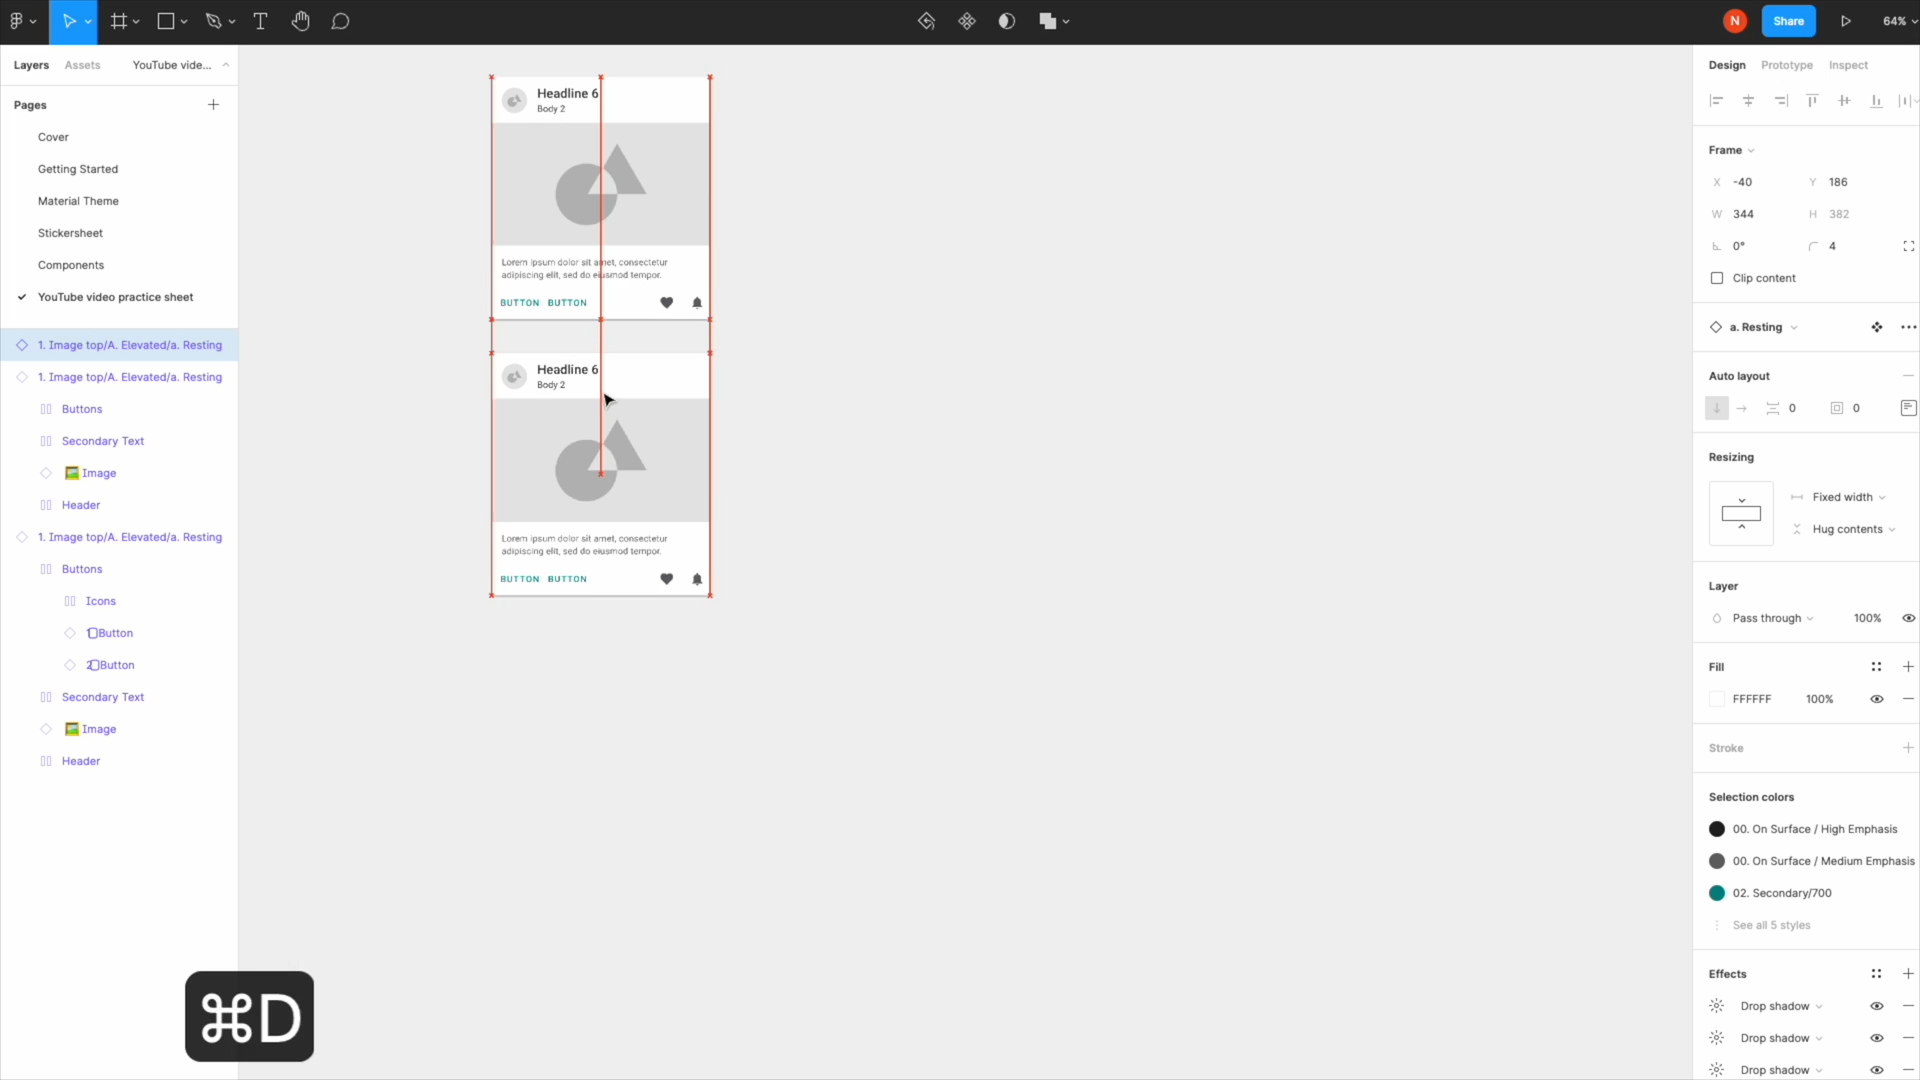 N
Share
64%
Layers
Assets
YouTube vide...
Pages
Cover
Getting Started
Material Theme
Stickersheet
Components
YouTube video practice sheet
1. Image top/A. Elevated/a. Resting
1. Image top/A. Elevated/a. Resting
Buttons
Secondary Text
Image
Header
1. Image top/A. Elevated/a. Resting
Buttons
Icons
1 Button
2 Button
Secondary Text
Image
Header
Headline 6
Body 2
Lorem ipsum dolor sit amet, consectetur
adipiscing elit, sed do eiusmod tempor.
BUTTON BUTTON
Headline 6
Body 2
Lorem ipsum dolor sit amet, consectetur
adipiscing elit, sed do eiusmod tempor.
BUTTON BUTTON
⌘D
Design
Prototype
Inspect
Frame
X -40 Y 186
W 344 H 382
0° 4
Clip content
a. Resting
Auto layout
0 0
Resizing
Fixed width
Hug contents
Layer
Pass through 100%
Fill
FFFFFF 100%
Stroke
Selection colors
00. On Surface / High Emphasis
00. On Surface / Medium Emphasis
02. Secondary/700
See all 5 styles
Effects
Drop shadow
Drop shadow
Drop shadow